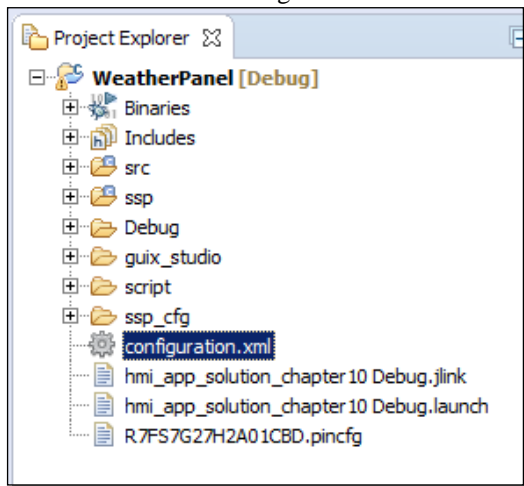 Project Explorer
WeatherPanel [Debug]
Binaries
Includes
src
ssp
Debug
guix_studio
script
ssp_cfg
configuration.xml
hmi_app_solution_chapter10 Debug.jlink
hmi_app_solution_chapter10 Debug.launch
R7FS7G27H2A01CBD.pincfg